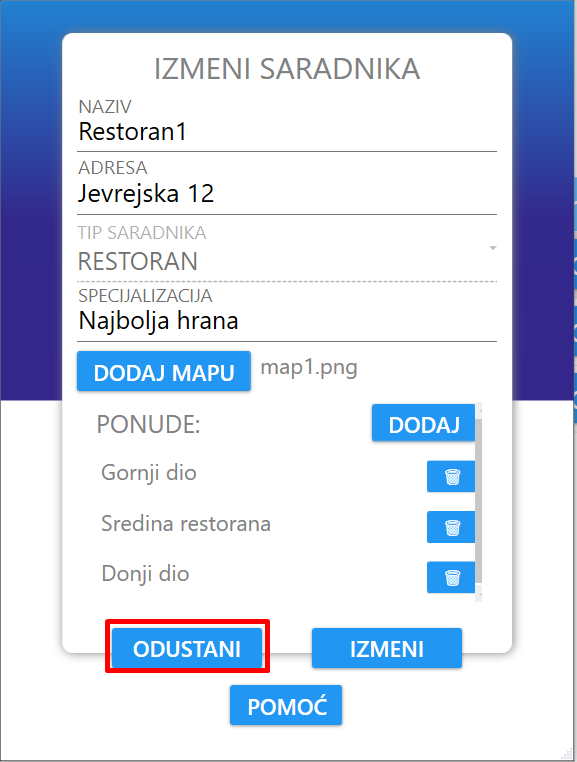 IZMENI SARADNIKA
NAZIV
Restoran1
ADRESA
Jevrejska 12
TIP SARADNIKA
RESTORAN
SPECIJALIZACIJA
Najbolja hrana
DODAJ MAPU map1.png
PONUDE: DODAJ
Gornji dio
Sredina restorana
Donji dio
ODUSTANI IZMENI
POMOĆ